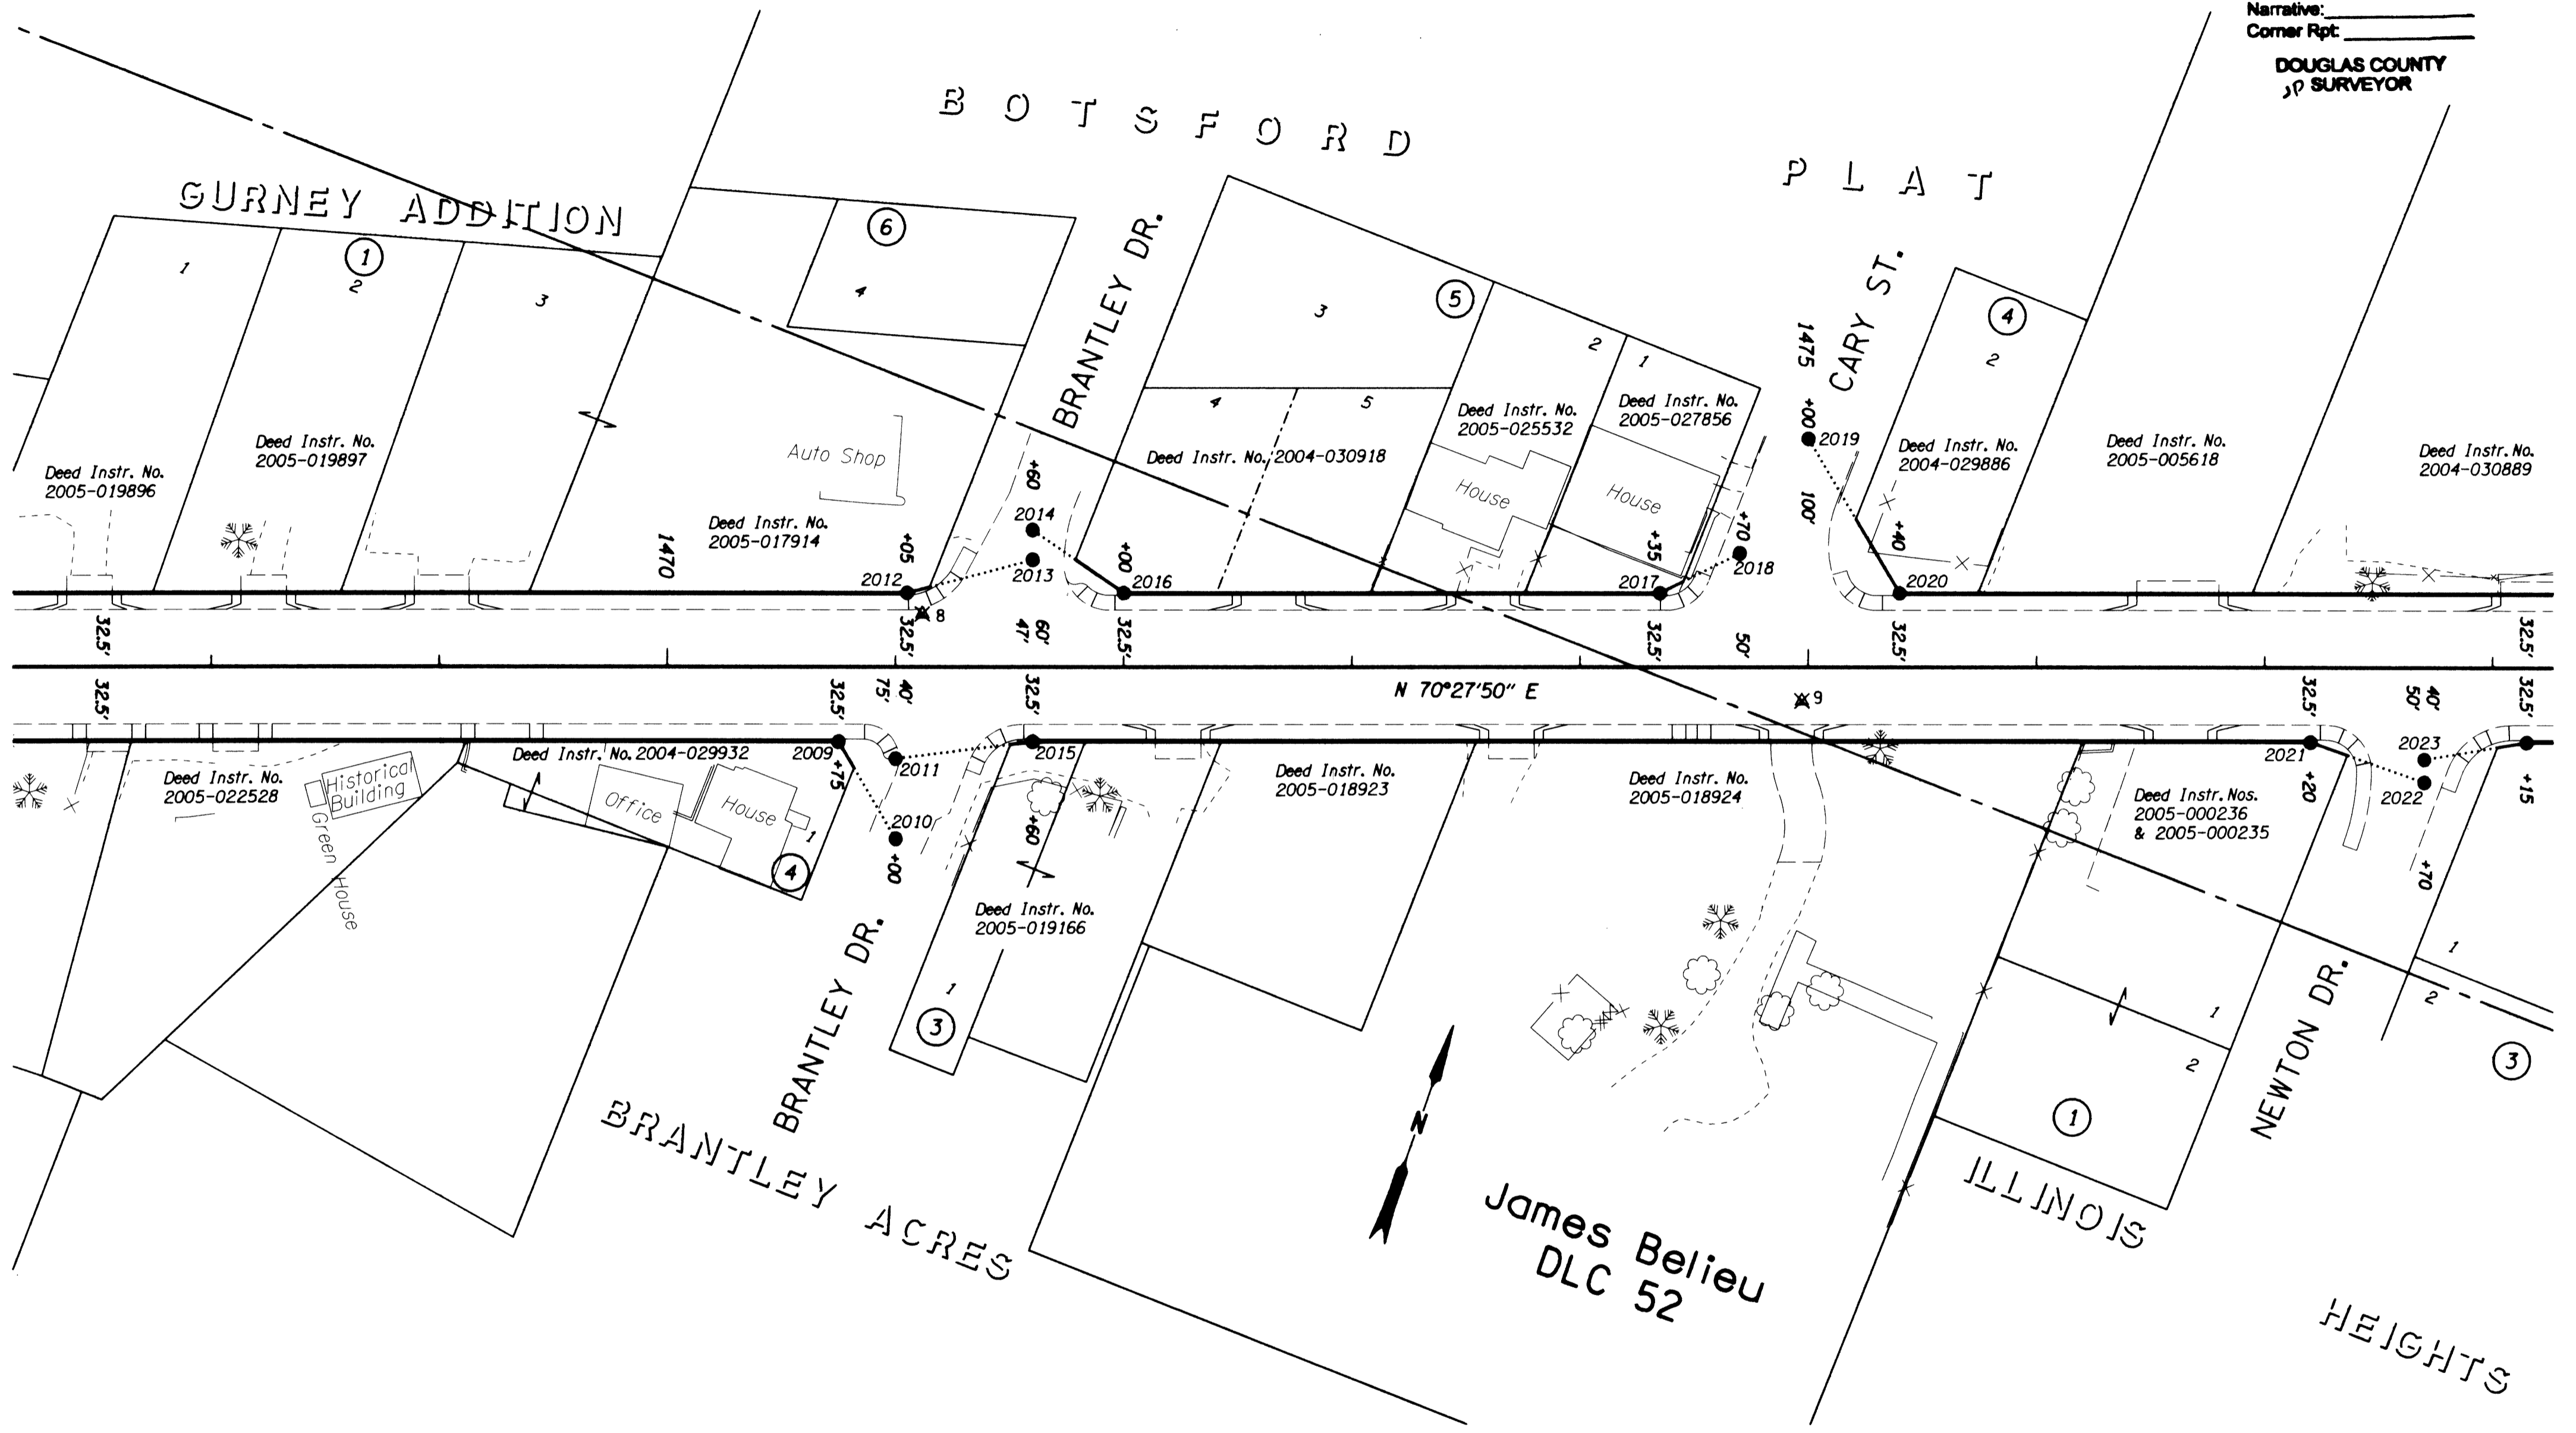 Narrative:
Corner Rpt:
DOUGLAS COUNTY
JP SURVEYOR
BOTSFORD
PLAT
GURNEY ADDITION
1
1
2
3
6
4
BRANTLEY DR.
3
5
2
1
4
5
1475
CARY ST.
4
2
Deed Instr. No.
2005-019896
Deed Instr. No.
2005-019897
Auto Shop
Deed Instr. No.
2005-017914
1470
+05
+60
2014
2013
2012
8
+00
2016
Deed Instr. No. 2004-030918
Deed Instr. No.
2005-025532
House
Deed Instr. No.
2005-027856
House
+35
2017
+70
2018
+00
2019
100'
+40
2020
Deed Instr. No.
2004-029886
Deed Instr. No.
2005-005618
Deed Instr. No.
2004-030889
32.5'
32.5'
60'
47'
32.5'
32.5'
50'
32.5'
32.5'
N 70°27'50" E
9
32.5'
32.5'
40'
75'
32.5'
32.5'
40'
50'
32.5'
Deed Instr. No.
2005-022528
Historical
Building
Green House
Deed Instr. No. 2004-029932
Office
House
1
4
2009
+75
2011
2010
+00
2015
+60
Deed Instr. No.
2005-019166
1
3
Deed Instr. No.
2005-018923
Deed Instr. No.
2005-018924
Deed Instr. Nos.
2005-000236
& 2005-000235
2021
+20
2023
2022
+15
+70
BRANTLEY DR.
BRANTLEY ACRES
N
James Belieu
DLC 52
1
2
1
ILLINOIS
HEIGHTS
NEWTON DR.
1
2
3